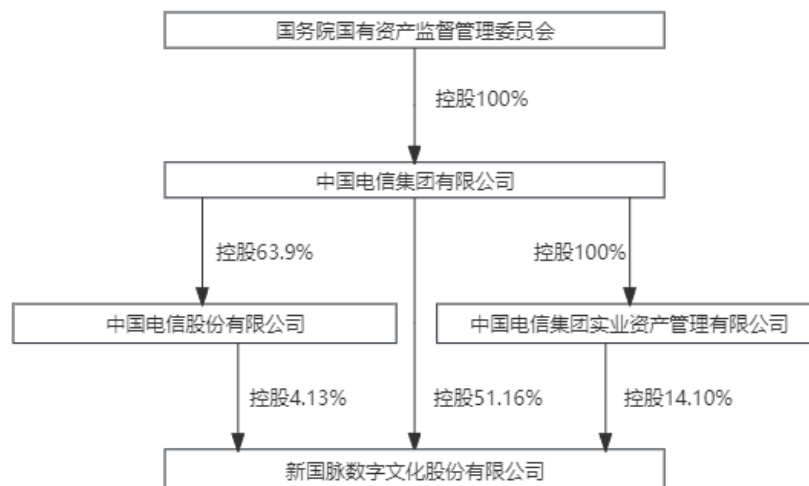 国务院国有资产监督管理委员会
控股100%
中国电信集团有限公司
控股63.9%
控股100%
中国电信股份有限公司
中国电信集团实业资产管理有限公司
控股4.13%
控股51.16%
控股14.10%
新国脉数字文化股份有限公司